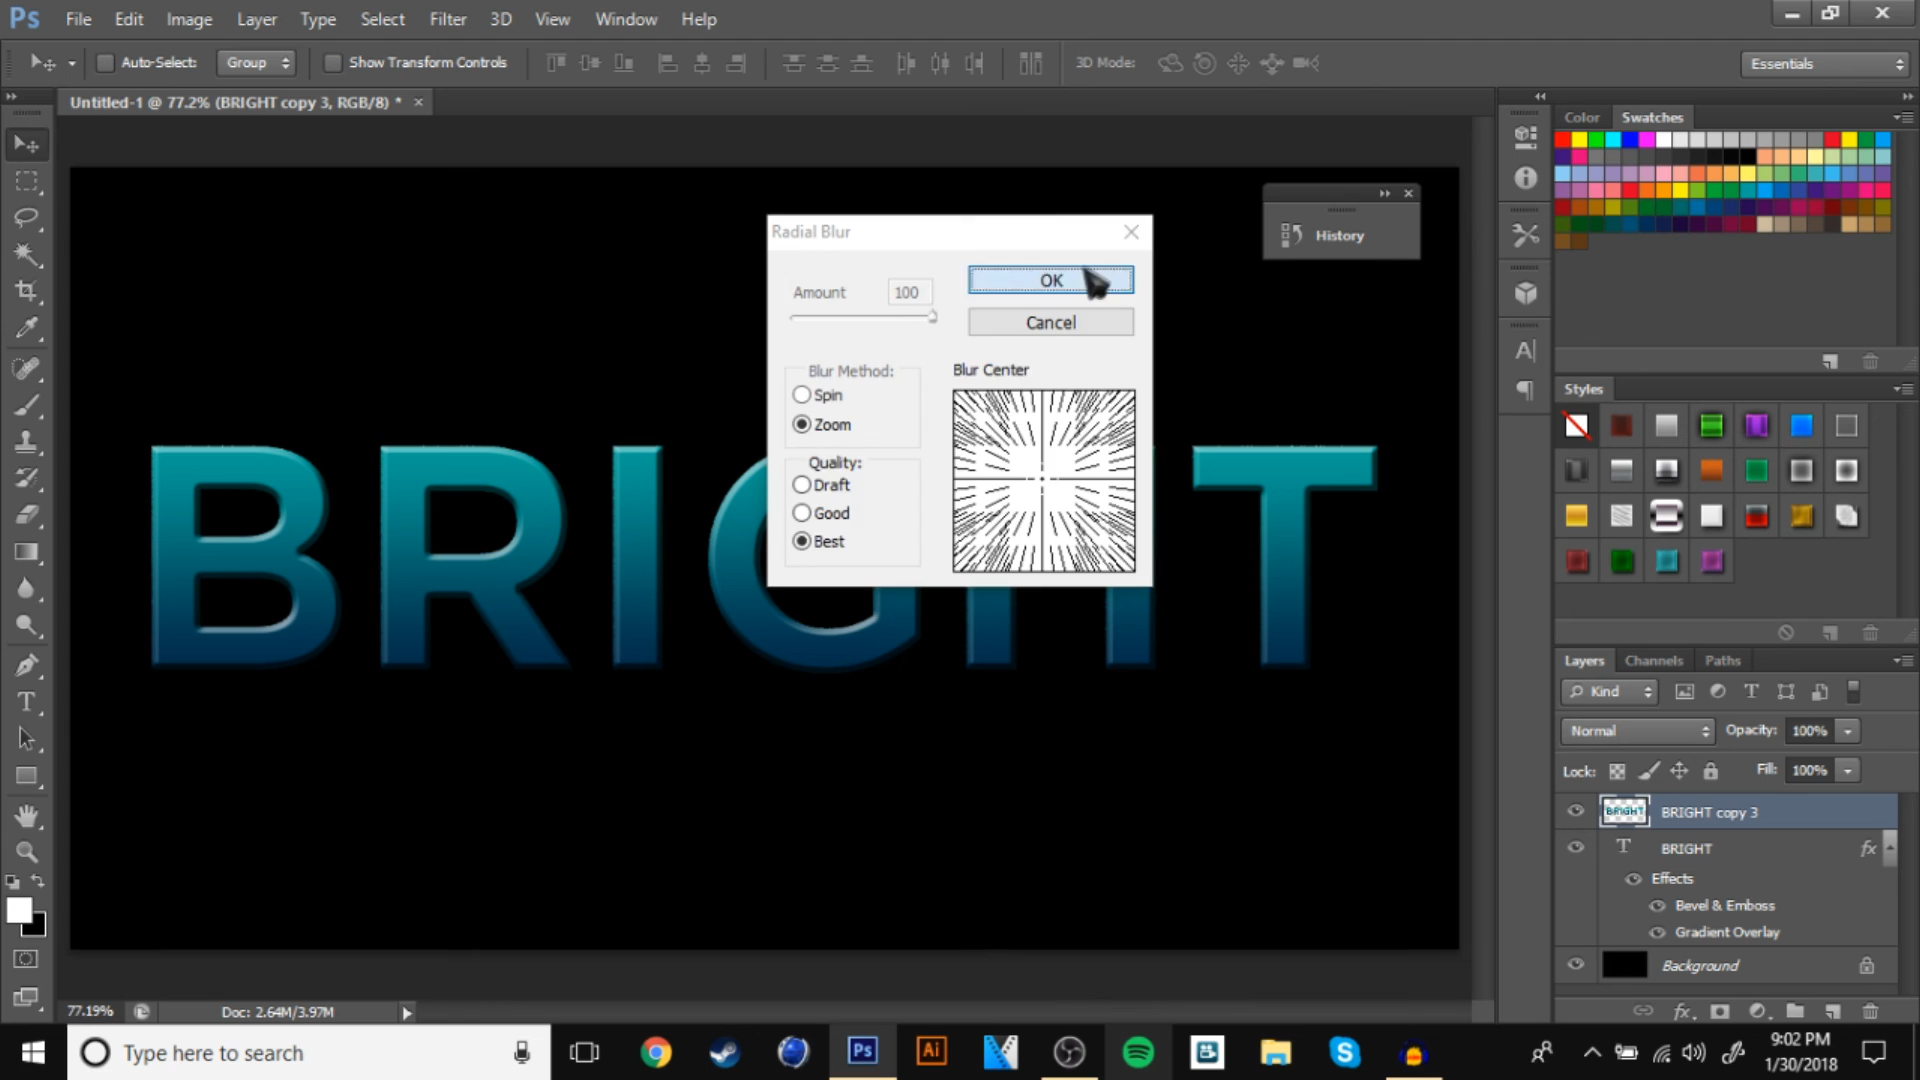 Ps File Edit Image Layer Type Select Filter 3D View Window Help
Auto-Select: Group Show Transform Controls 3D Mode: Essentials
Untitled-1 @ 77.2% (BRIGHT copy 3, RGB/8) * ×
Color Swatches
Radial Blur
History
Amount 100
OK
Cancel
Blur Method:
Spin
Zoom
Blur Center
Quality:
Draft
Good
Best
BRIGHT
Styles
Layers Channels Paths
Kind
Normal Opacity: 100%
Lock: Fill: 100%
BRIGHT BRIGHT copy 3
T BRIGHT fx
Effects
Bevel & Emboss
Gradient Overlay
Background
77.19% Doc: 2.64M/3.97M
Type here to search
Ps Ai
9:02 PM
1/30/2018